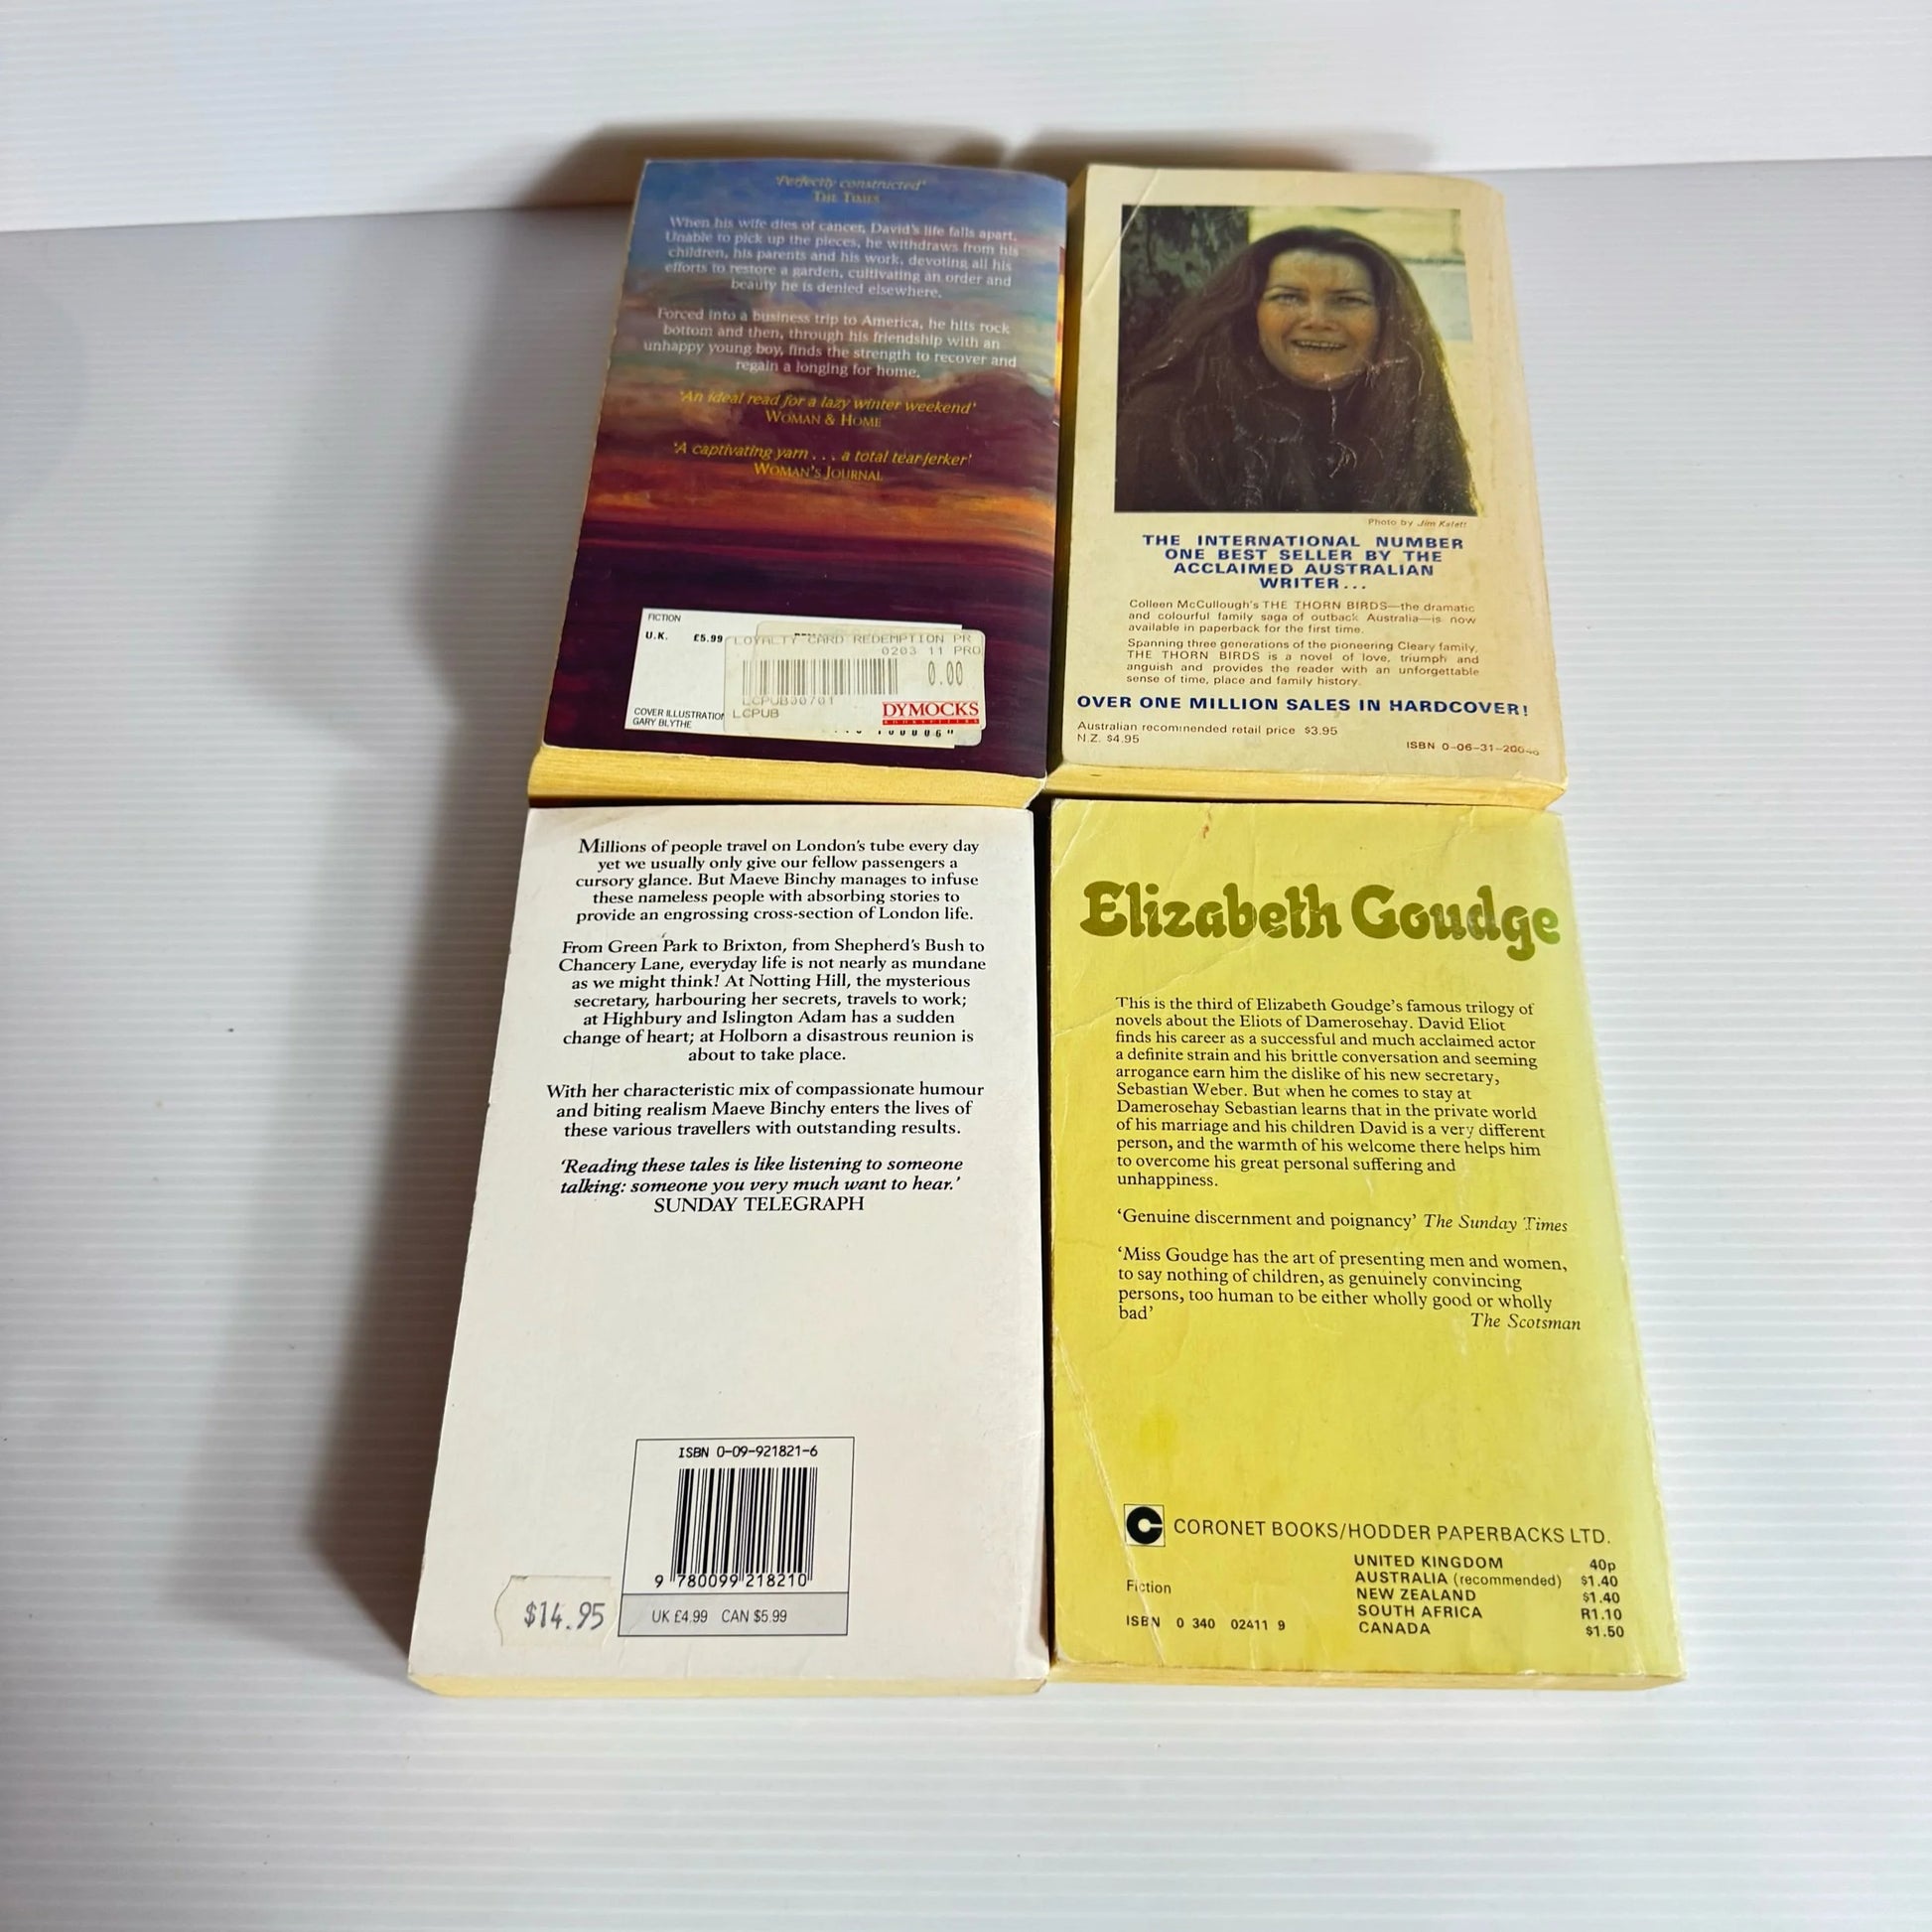 'Perfectly constructed'
THE TIMES
When his wife dies of cancer, David's life falls apart.
Unable to pick up the pieces, he withdraws from his
children, his parents and his work, devoting all his
efforts to restore a garden, cultivating an order and
beauty he is denied elsewhere.
Forced into a business trip to America, he hits rock
bottom and then, through his friendship with an
unhappy young boy, finds the strength to recover and
regain a longing for home.
'An ideal read for a lazy winter weekend'
WOMAN & HOME
'A captivating yarn . . . a total tear-jerker'
WOMAN'S JOURNAL
FICTION
U.K. £5.99
LOYALTY CARD REDEMPTION PR
0203 11 PRO
0.00
LCPUB00701
LCPUB
DYMOCKS
COVER ILLUSTRATION
GARY BLYTHE
Photo by Jim Kalett
THE INTERNATIONAL NUMBER
ONE BEST SELLER BY THE
ACCLAIMED AUSTRALIAN
WRITER...
Colleen McCullough's THE THORN BIRDS—the dramatic
and colourful family saga of outback Australia—is now
available in paperback for the first time.
Spanning three generations of the pioneering Cleary family,
THE THORN BIRDS is a novel of love, triumph and
anguish and provides the reader with an unforgettable
sense of time, place and family history.
OVER ONE MILLION SALES IN HARDCOVER!
Australian recommended retail price $3.95
N.Z. $4.95
ISBN 0-06-31-200
Millions of people travel on London's tube every day
yet we usually only give our fellow passengers a
cursory glance. But Maeve Binchy manages to infuse
these nameless people with absorbing stories to
provide an engrossing cross-section of London life.
From Green Park to Brixton, from Shepherd's Bush to
Chancery Lane, everyday life is not nearly as mundane
as we might think! At Notting Hill, the mysterious
secretary, harbouring her secrets, travels to work;
at Highbury and Islington Adam has a sudden
change of heart; at Holborn a disastrous reunion is
about to take place.
With her characteristic mix of compassionate humour
and biting realism Maeve Binchy enters the lives of
these various travellers with outstanding results.
'Reading these tales is like listening to someone
talking: someone you very much want to hear.'
SUNDAY TELEGRAPH
ISBN 0-09-921821-6
9 780099 218210
UK £4.99 CAN $5.99
$14.95
Elizabeth Goudge
This is the third of Elizabeth Goudge's famous trilogy of
novels about the Eliots of Damerosehay. David Eliot
finds his career as a successful and much acclaimed actor
a definite strain and his brittle conversation and seeming
arrogance earn him the dislike of his new secretary,
Sebastian Weber. But when he comes to stay at
Damerosehay Sebastian learns that in the private world
of his marriage and his children David is a very different
person, and the warmth of his welcome there helps him
to overcome his great personal suffering and
unhappiness.
'Genuine discernment and poignancy' The Sunday Times
'Miss Goudge has the art of presenting men and women,
to say nothing of children, as genuinely convincing
persons, too human to be either wholly good or wholly
bad'
The Scotsman
CORONET BOOKS/HODDER PAPERBACKS LTD.
UNITED KINGDOM 40p
AUSTRALIA (recommended) $1.40
NEW ZEALAND $1.40
SOUTH AFRICA R1.10
CANADA $1.50
Fiction
ISBN 0 340 02411 9